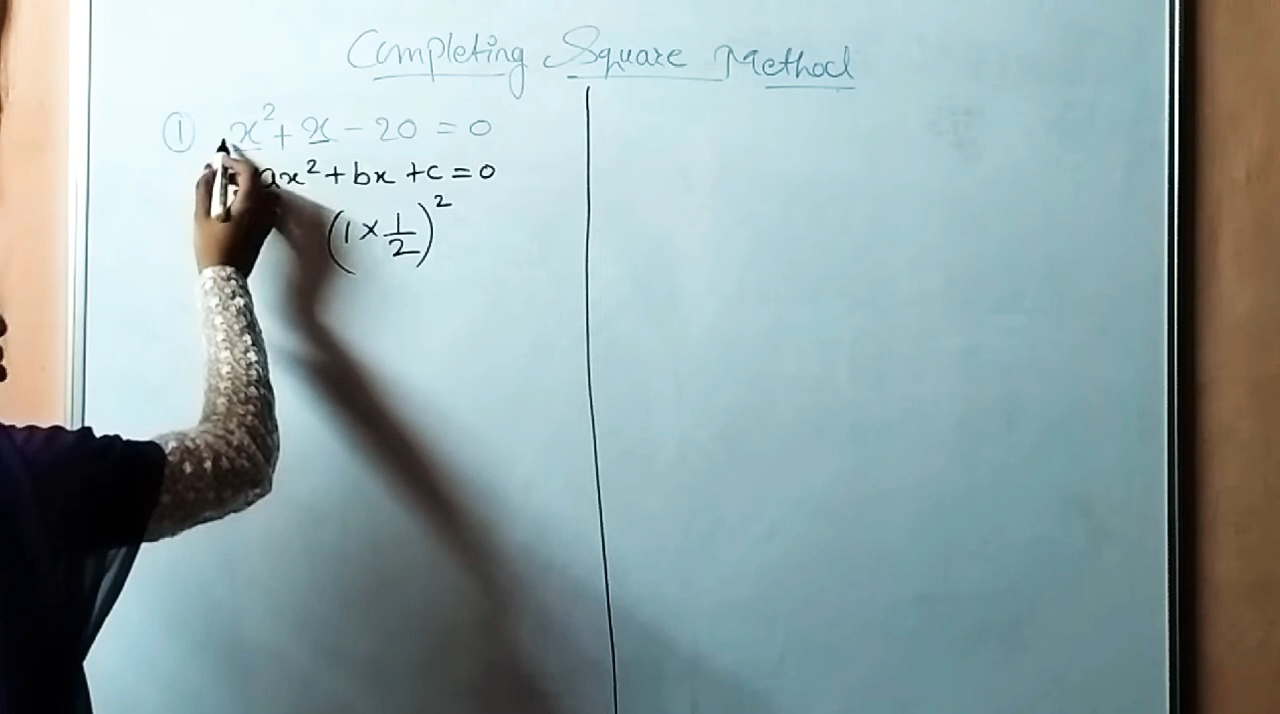 Completing Square Method
① x² + x - 20 = 0
ax² + bx + c = 0
(1 × 1/2)²